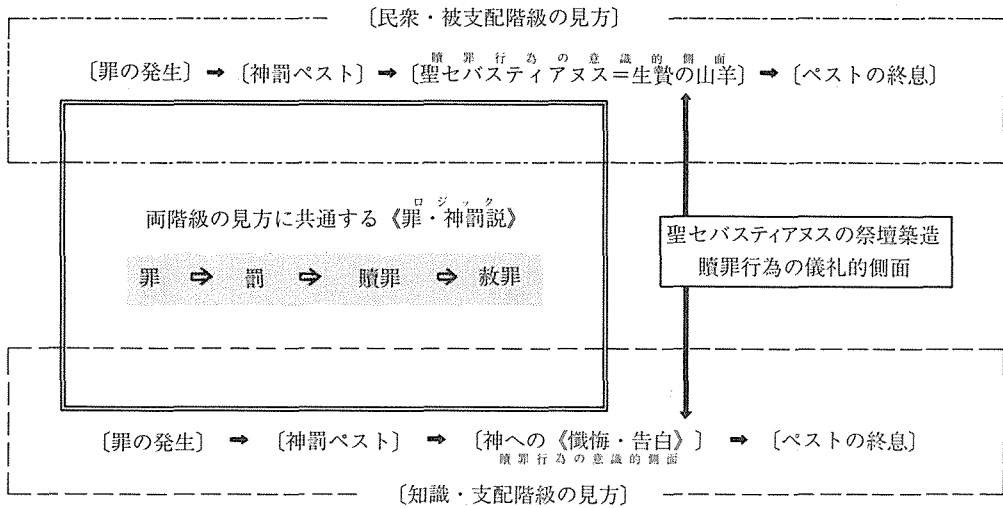 〔民衆・被支配階級の見方〕
贖罪行為の意識的側面
〔罪の発生〕 ➡ 〔神罰ペスト〕 ➡ 〔聖セバスティアヌス＝生贄の山羊〕 ➡ 〔ペストの終息〕
ロジック
両階級の見方に共通する《罪・神罰説》
罪 ⇨ 罰 ⇨ 贖罪 ⇨ 赦罪
聖セバスティアヌスの祭壇築造
贖罪行為の儀礼的側面
〔罪の発生〕 ➡ 〔神罰ペスト〕 ➡ 〔神への《懺悔・告白》〕 ➡ 〔ペストの終息〕
贖罪行為の意識的側面
〔知識・支配階級の見方〕